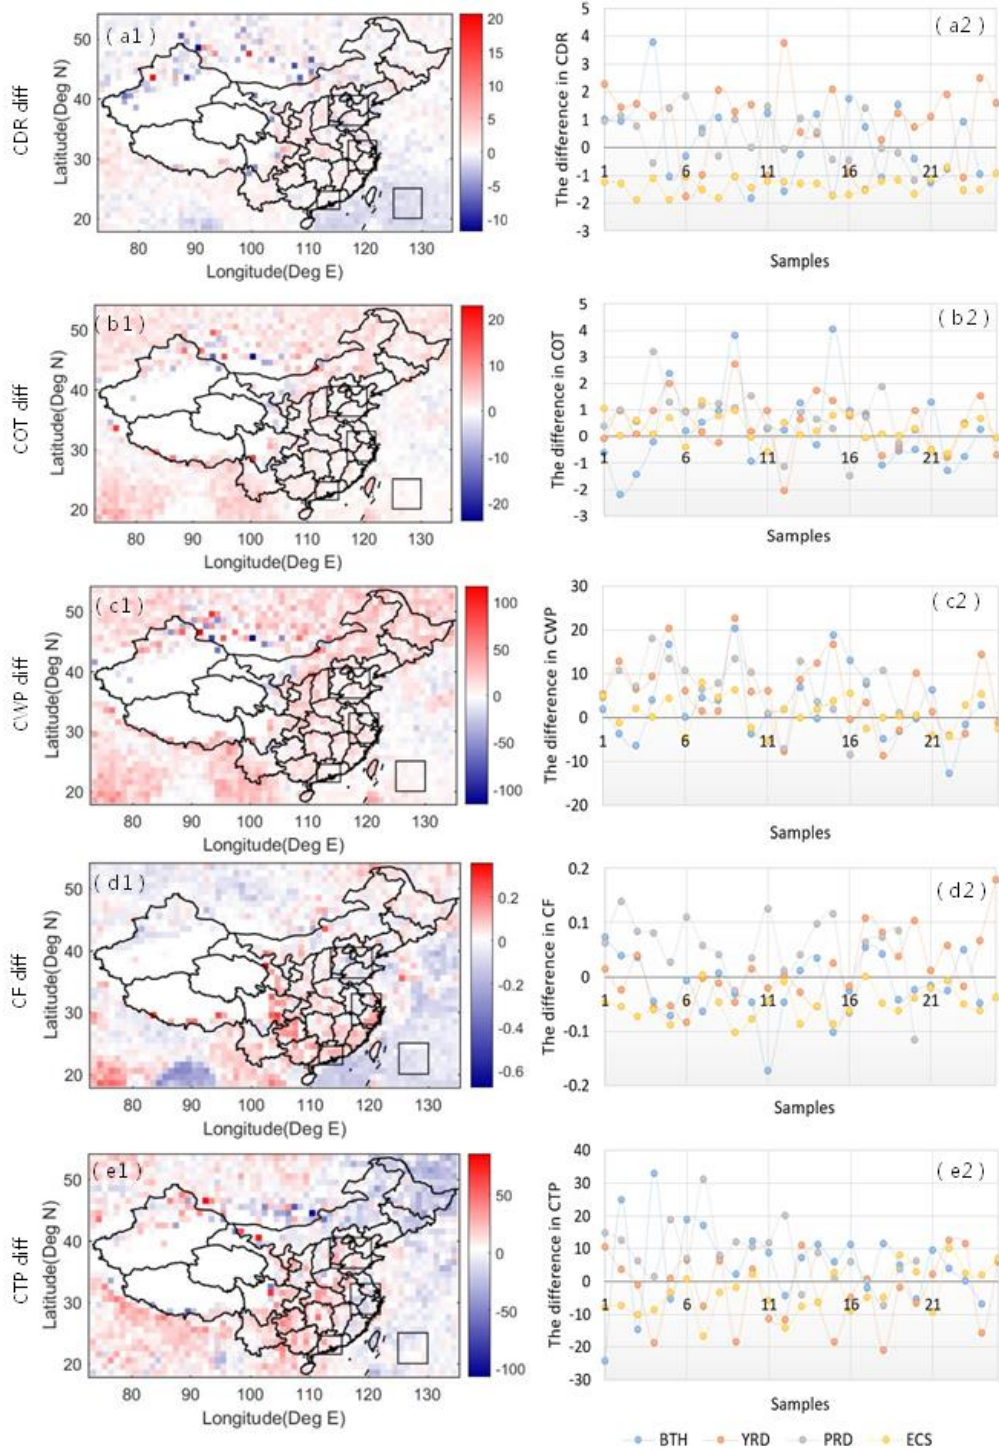 CDR diff
Latitude(Deg N)
50
40
30
20
( a1 )
80 90 100 110 120 130
Longitude(Deg E)
20
15
10
5
0
-5
-10
The difference in CDR
5
4
3
2
1
0
-1
-2
-3
( a2 )
1 6 11 16 21
Samples
COT diff
Latitude(Deg N)
50
40
30
20
( b1 )
80 90 100 110 120 130
Longitude(Deg E)
20
10
0
-10
-20
The difference in COT
5
4
3
2
1
0
-1
-2
-3
( b2 )
1 6 11 16 21
Samples
CWP diff
Latitude(Deg N)
50
40
30
20
( c1 )
80 90 100 110 120 130
Longitude(Deg E)
100
50
0
-50
-100
The difference in CWP
30
20
10
0
-10
-20
( c2 )
1 6 11 16 21
Samples
CF diff
Latitude(Deg N)
50
40
30
20
( d1 )
80 90 100 110 120 130
Longitude(Deg E)
0.2
0
-0.2
-0.4
-0.6
The difference in CF
0.2
0.1
0
-0.1
-0.2
( d2 )
1 6 11 16 21
Samples
CTP diff
Latitude(Deg N)
50
40
30
20
( e1 )
80 90 100 110 120 130
Longitude(Deg E)
50
0
-50
-100
The difference in CTP
40
30
20
10
0
-10
-20
-30
( e2 )
1 6 11 16 21
Samples
BTH YRD PRD ECS